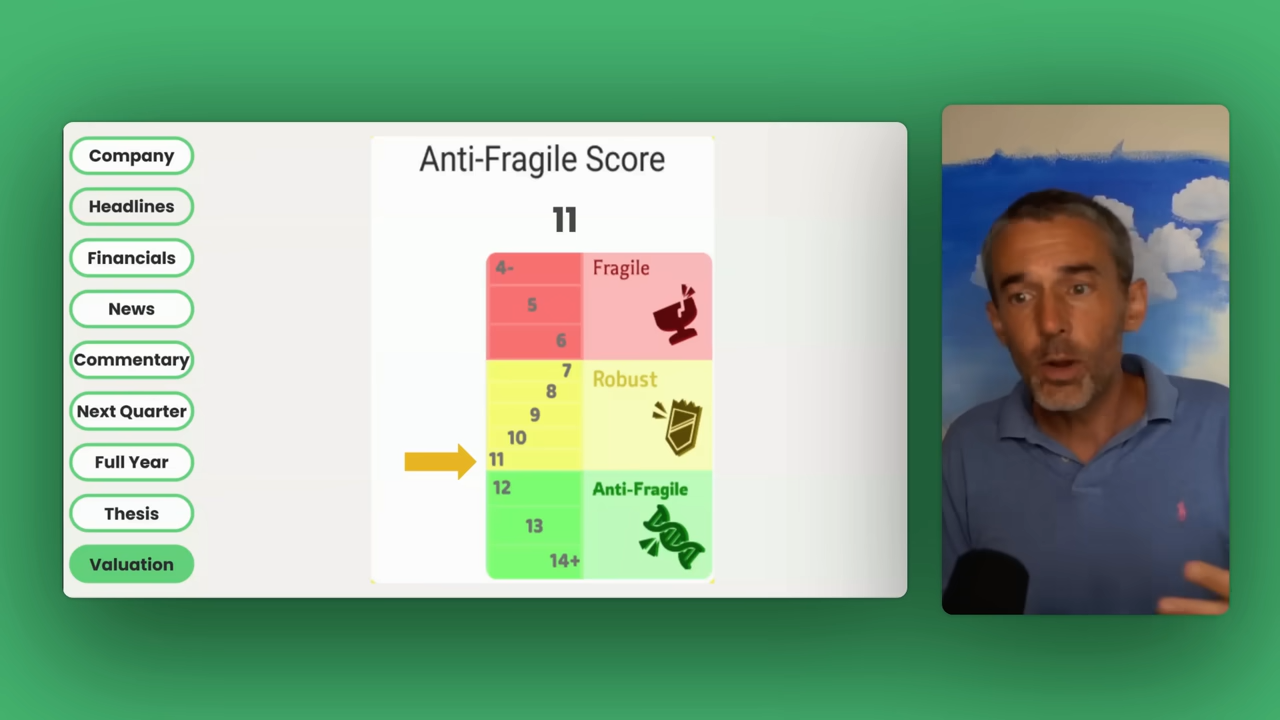 Company
Headlines
Financials
News
Commentary
Next Quarter
Full Year
Thesis
Valuation
Anti-Fragile Score
11
4-
Fragile
5
6
7
Robust
8
9
10
11
12
Anti-Fragile
13
14+